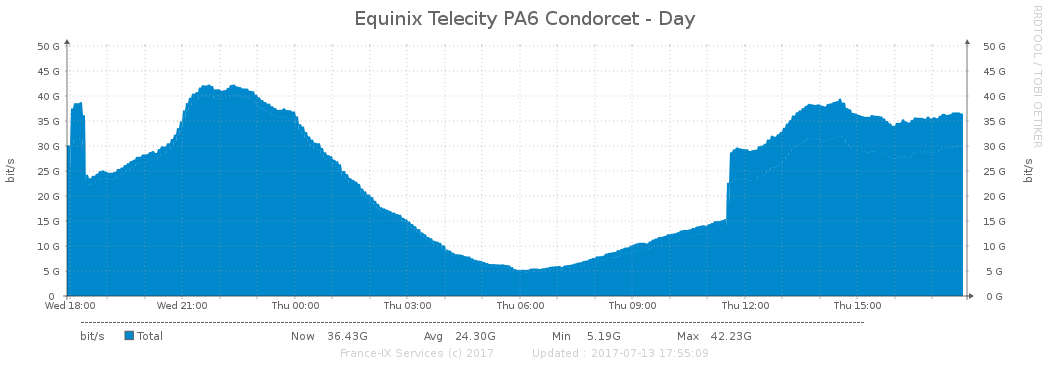 Equinix Telecity PA6 Condorcet - Day
RRDTOOL / TOBI OETIKER
50 G 50 G
45 G 45 G
40 G 40 G
35 G 35 G
30 G 30 G
25 G 25 G
20 G 20 G
15 G 15 G
10 G 10 G
5 G 5 G
0 0 G
bit/s bit/s
Wed 18:00 Wed 21:00 Thu 00:00 Thu 03:00 Thu 06:00 Thu 09:00 Thu 12:00 Thu 15:00
bit/s Total Now 36.43G Avg 24.30G Min 5.19G Max 42.23G
France-IX Services (c) 2017 Updated : 2017-07-13 17:55:09